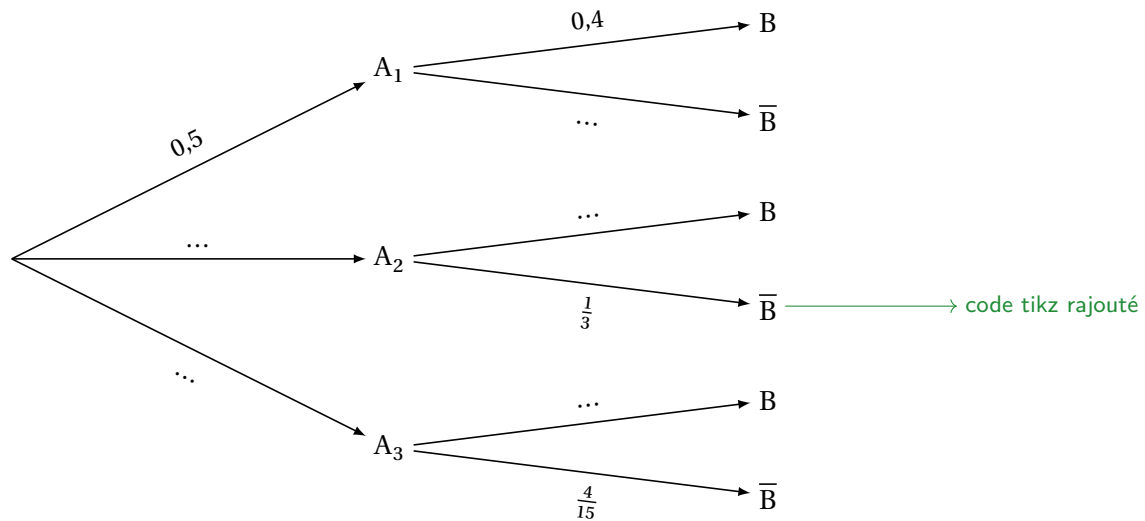 0,4
B
A₁
...
B̅
0,5
...
B
...
A₂
1/3
B̅
code tikz rajouté
...
...
B
A₃
4/15
B̅